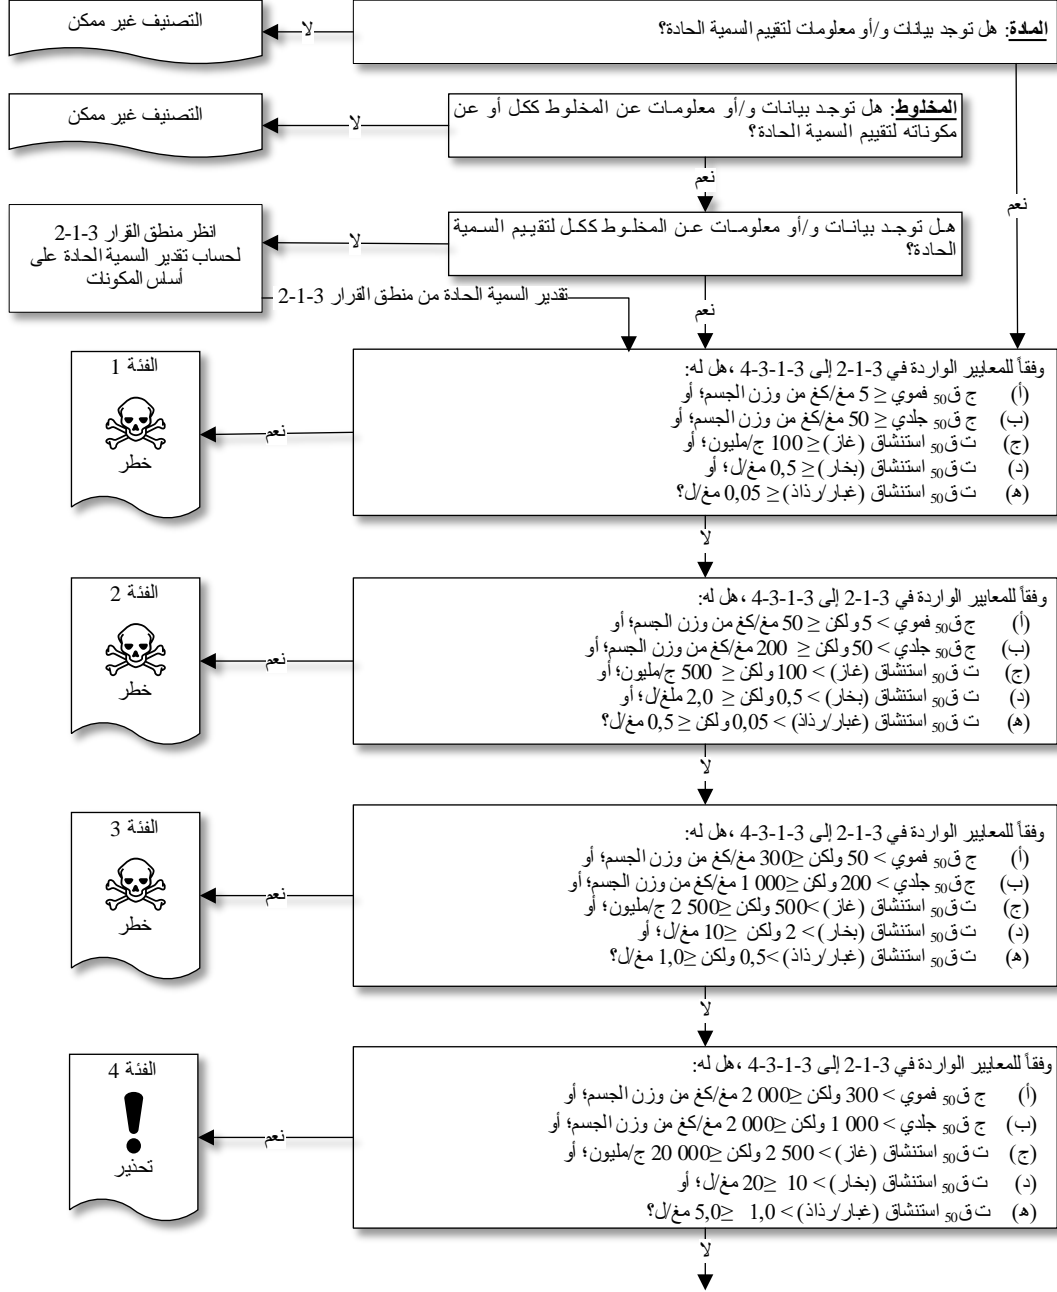 المادة: هل توجد بيانات و/أو معلومات لتقييم السمية الحادة؟
لا
التصنيف غير ممكن
المخلوط: هل توجد بيانات و/أو معلومات عن المخلوط ككل أو عن
مكوناته لتقييم السمية الحادة؟
لا
التصنيف غير ممكن
نعم
نعم
هل توجد بيانات و/أو معلومات عن المخلوط ككل لتقييم السمية
الحادة؟
لا
انظر منطق القرار 3-1-2
لحساب تقدير السمية الحادة على
أساس المكونات
تقدير السمية الحادة من منطق القرار 3-1-2
نعم
وفقاً للمعايير الواردة في 3-1-2 إلى 3-1-3-4، هل له:
(أ) ج ق50 فموي ≤ 5 مغ/كغ من وزن الجسم؛ أو
(ب) ج ق50 جلدي ≤ 50 مغ/كغ من وزن الجسم؛ أو
(ج) ت ق50 استنشاق (غاز) ≤ 100 ج/مليون؛ أو
(د) ت ق50 استنشاق (بخار) ≤ 0,5 مغ/ل؛ أو
(ه) ت ق50 استنشاق (غبار/رذاذ) ≤ 0,05 مغ/ل؟
نعم
الفئة 1
خطر
لا
وفقاً للمعايير الواردة في 3-1-2 إلى 3-1-3-4، هل له:
(أ) ج ق50 فموي > 5 ولكن ≤ 50 مغ/كغ من وزن الجسم؛ أو
(ب) ج ق50 جلدي > 50 ولكن ≤ 200 مغ/كغ من وزن الجسم؛ أو
(ج) ت ق50 استنشاق (غاز) > 100 ولكن ≤ 500 ج/مليون؛ أو
(د) ت ق50 استنشاق (بخار) > 0,5 ولكن ≤ 2,0 ملغ/ل؛ أو
(ه) ت ق50 استنشاق (غبار/رذاذ) > 0,05 ولكن ≤ 0,5 مغ/ل؟
نعم
الفئة 2
خطر
لا
وفقاً للمعايير الواردة في 3-1-2 إلى 3-1-3-4، هل له:
(أ) ج ق50 فموي > 50 ولكن ≤300 مغ/كغ من وزن الجسم؛ أو
(ب) ج ق50 جلدي > 200 ولكن ≤1 000 مغ/كغ من وزن الجسم؛ أو
(ج) ت ق50 استنشاق (غاز) >500 ولكن ≤2 500 ج/مليون؛ أو
(د) ت ق50 استنشاق (بخار) > 2 ولكن ≤10 مغ/ل؛ أو
(ه) ت ق50 استنشاق (غبار/رذاذ) >0,5 ولكن ≤1,0 مغ/ل؟
نعم
الفئة 3
خطر
لا
وفقاً للمعايير الواردة في 3-1-2 إلى 3-1-3-4، هل له:
(أ) ج ق50 فموي > 300 ولكن ≤2 000 مغ/كغ من وزن الجسم؛ أو
(ب) ج ق50 جلدي > 1 000 ولكن ≤2 000 مغ/كغ من وزن الجسم؛ أو
(ج) ت ق50 استنشاق (غاز) > 2 500 ولكن ≤20 000 ج/مليون؛ أو
(د) ت ق50 استنشاق (بخار) > 10 ≤20 مغ/ل؛ أو
(ه) ت ق50 استنشاق (غبار/رذاذ) > 1,0 ≤5,0 مغ/ل؟
نعم
الفئة 4
تحذير
لا